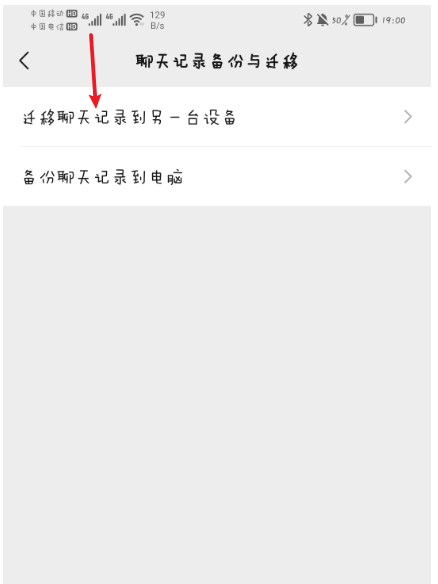 中国移动 HD 4G 4G 129
中国电信 HD B/s 50% 19:00
聊天记录备份与迁移
迁移聊天记录到另一台设备
备份聊天记录到电脑